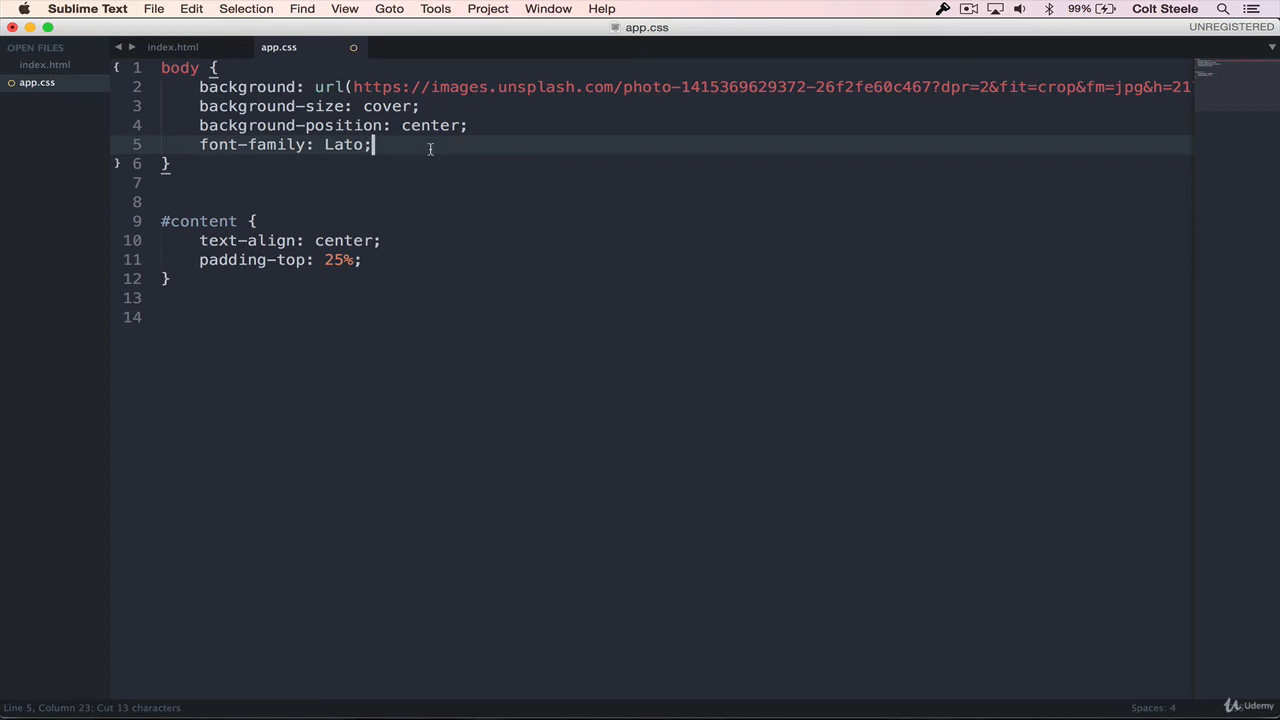 Sublime Text File Edit Selection Find View Goto Tools Project Window Help 99% Colt Steele
app.css UNREGISTERED
OPEN FILES
index.html
app.css
index.html app.css
{ 1 body {
2 background: url(https://images.unsplash.com/photo-1415369629372-26f2fe60c467?dpr=2&fit=crop&fm=jpg&h=21
3 background-size: cover;
4 background-position: center;
5 font-family: Lato;
} 6 }
7
8
9 #content {
10 text-align: center;
11 padding-top: 25%;
12 }
13
14
Line 5, Column 23; Cut 13 characters Spaces: 4 Udemy